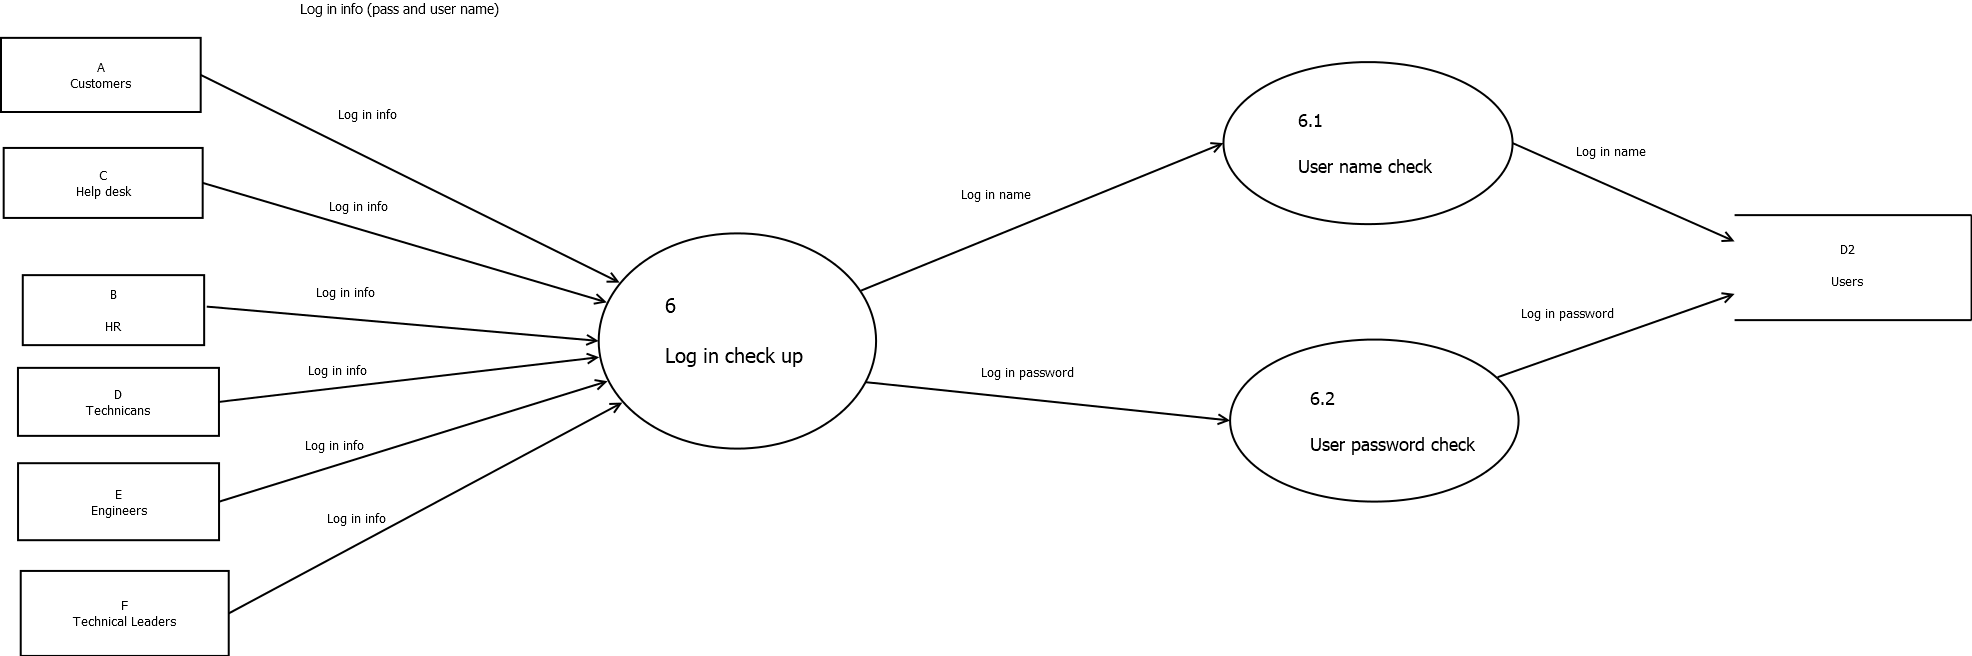 Log in info (pass and user name)
A
Customers
Log in info
C
Help desk
Log in info
B
HR
Log in info
D
Technicans
Log in info
E
Engineers
Log in info
F
Technical Leaders
Log in info
6
Log in check up
Log in name
Log in password
6.1
User name check
6.2
User password check
Log in name
Log in password
D2
Users